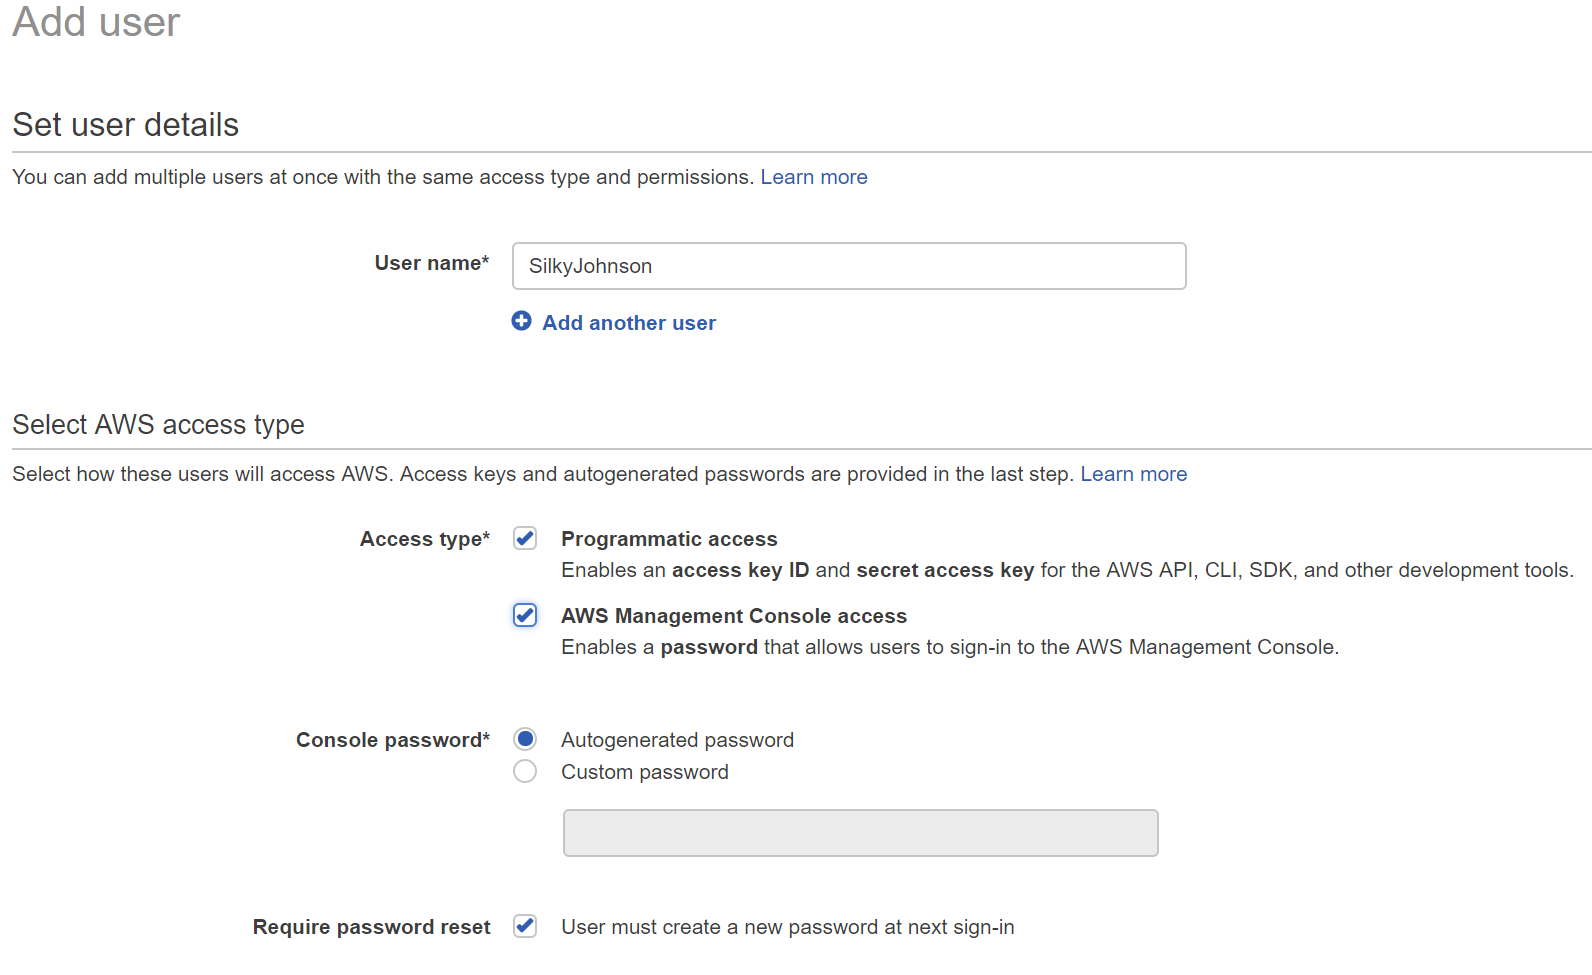 Add user
Set user details
You can add multiple users at once with the same access type and permissions. Learn more
User name* SilkyJohnson
Add another user
Select AWS access type
Select how these users will access AWS. Access keys and autogenerated passwords are provided in the last step. Learn more
Access type* Programmatic access
Enables an access key ID and secret access key for the AWS API, CLI, SDK, and other development tools.
AWS Management Console access
Enables a password that allows users to sign-in to the AWS Management Console.
Console password* Autogenerated password
Custom password
Require password reset User must create a new password at next sign-in